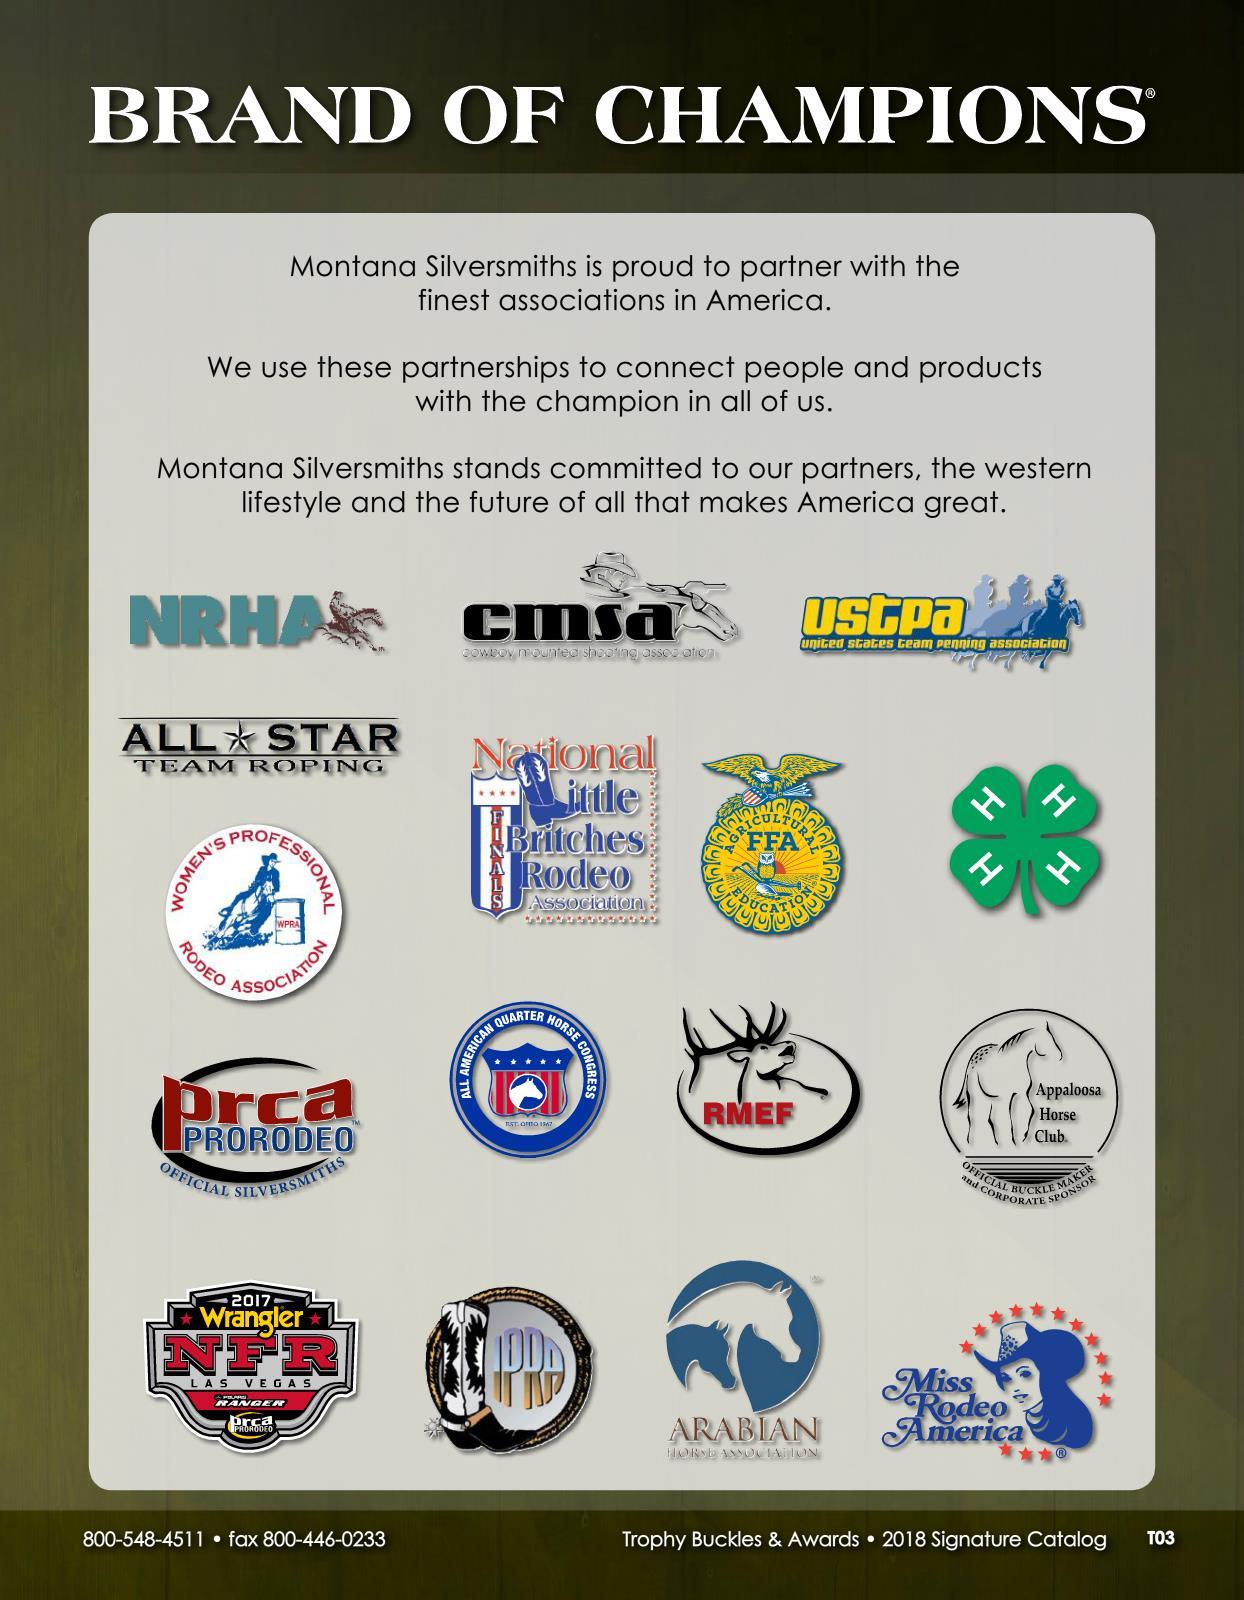 BRAND OF CHAMPIONS®
Montana Silversmiths is proud to partner with the
finest associations in America.
We use these partnerships to connect people and products
with the champion in all of us.
Montana Silversmiths stands committed to our partners, the western
lifestyle and the future of all that makes America great.
NRHA
cmsa
cowboy mounted shooting association
ustpa
united states team penning association
ALL STAR
TEAM ROPING
National
Little
Britches
Rodeo
Association
FINALS
AGRICULTURAL
FFA
EDUCATION
H H
H H
WOMEN'S PROFESSIONAL
WPRA
RODEO ASSOCIATION
prca
PRORODEO™
OFFICIAL SILVERSMITHS
ALL AMERICAN QUARTER HORSE CONGRESS
EST. OHIO 1967
RMEF
Appaloosa
Horse
Club.
OFFICIAL BUCKLE MAKER
and CORPORATE SPONSOR
2017
Wrangler
NFR
LAS VEGAS
POLARIS
RANGER
prca
PRORODEO
IPRA
ARABIAN
HORSE ASSOCIATION
™
Miss
Rodeo
America
®
800-548-4511 • fax 800-446-0233
Trophy Buckles & Awards • 2018 Signature Catalog T03